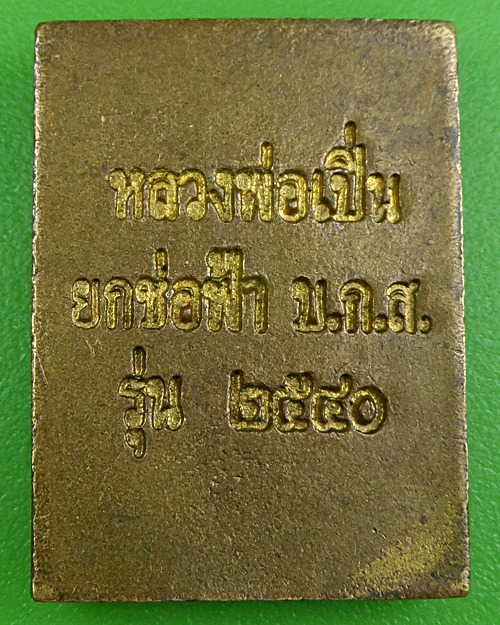 หลวงพ่อเปิ่น
ยกช่อฟ้า บ.ก.ส.
รุ่น ๒๕๔๐